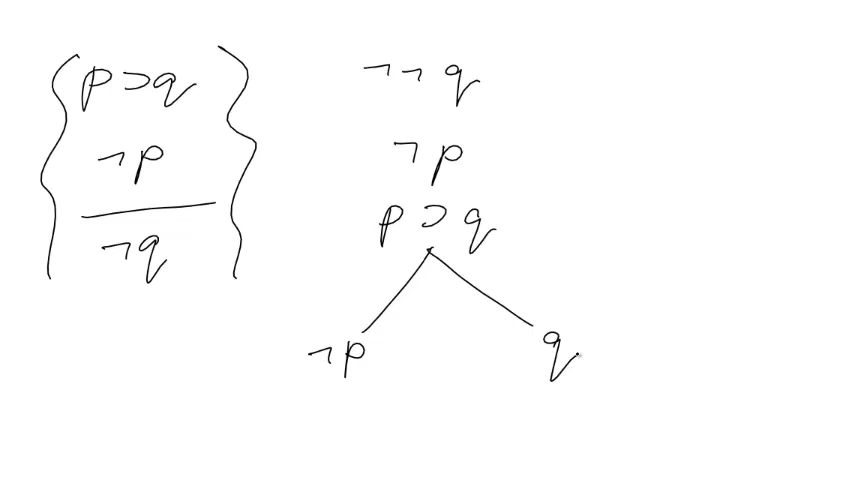 p ⊃ q
¬p
¬q
¬¬q
¬p
p ⊃ q
¬p q